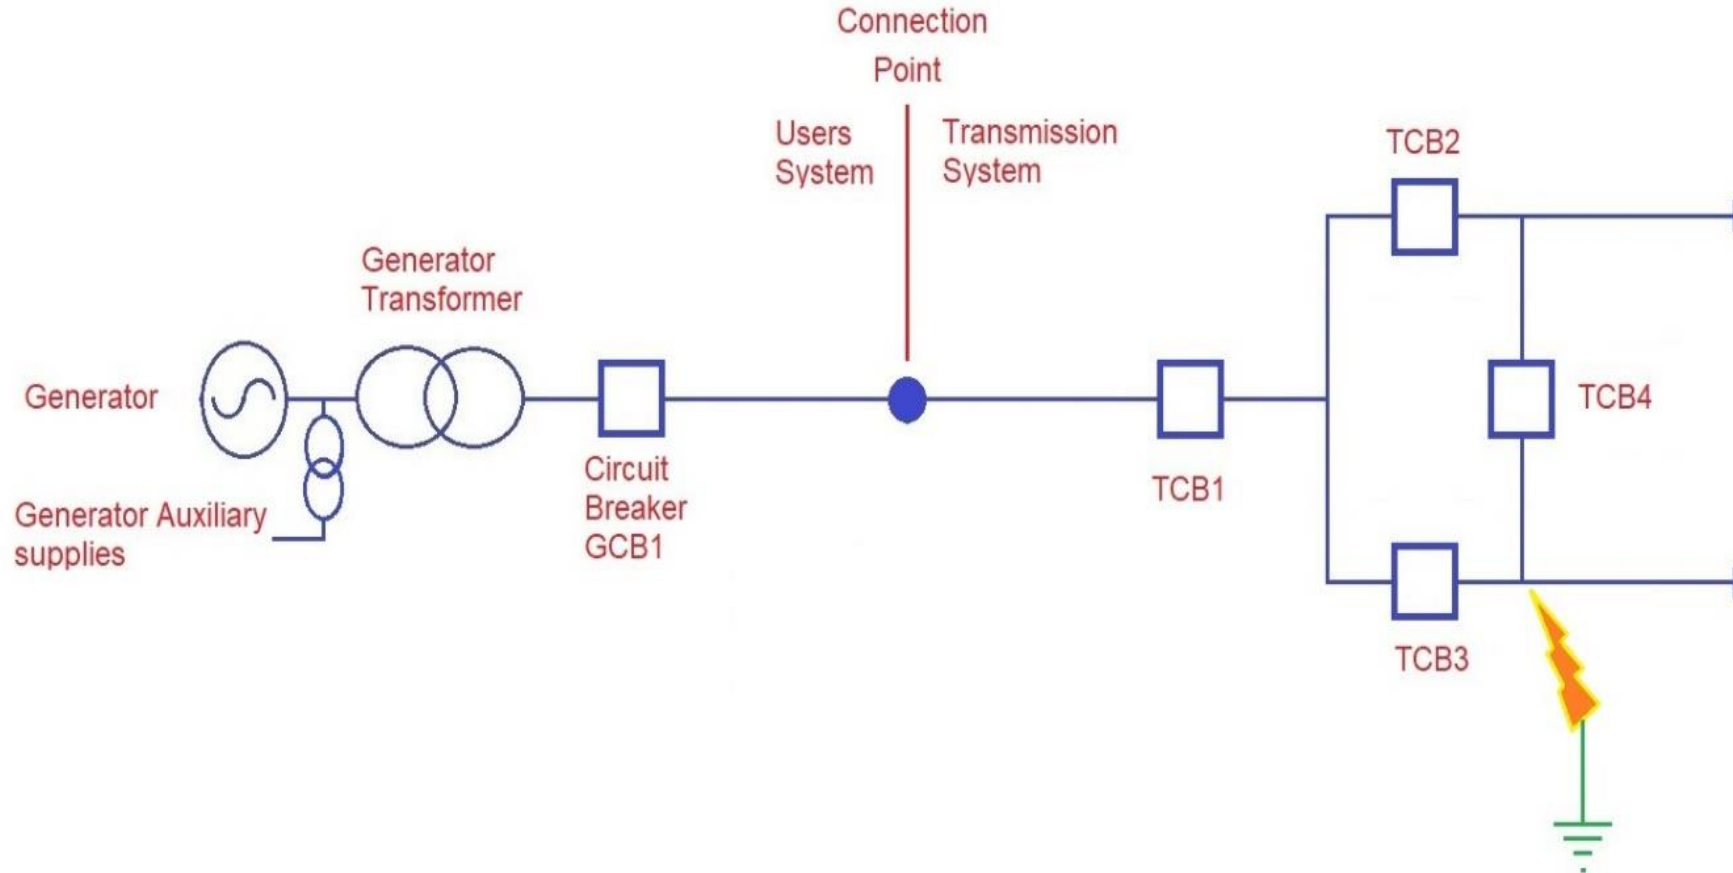 Connection
Point
Users
System
Transmission
System
TCB2
Generator
Transformer
Generator
TCB4
Circuit
Breaker
GCB1
TCB1
Generator Auxiliary
supplies
TCB3